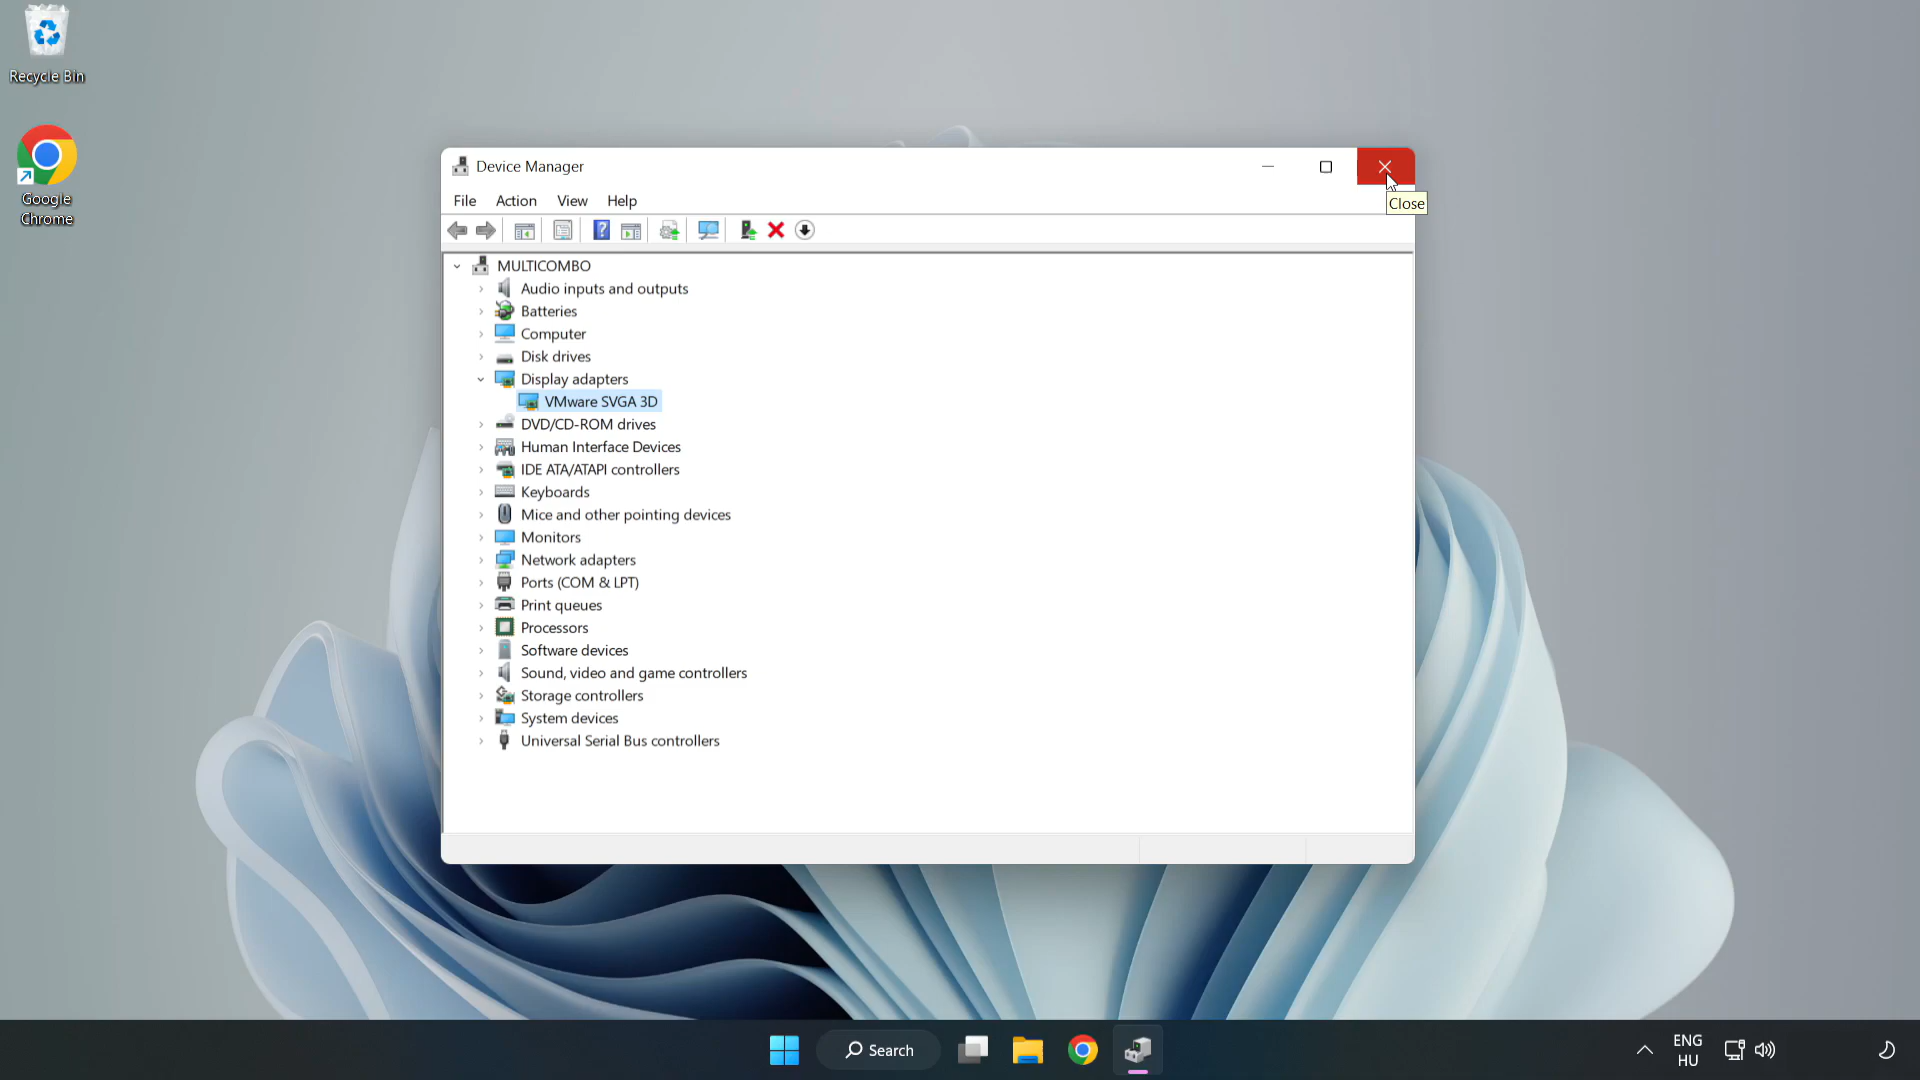 Recycle Bin
Google
Chrome
Device Manager
File Action View Help
Close
MULTICOMBO
Audio inputs and outputs
Batteries
Computer
Disk drives
Display adapters
VMware SVGA 3D
DVD/CD-ROM drives
Human Interface Devices
IDE ATA/ATAPI controllers
Keyboards
Mice and other pointing devices
Monitors
Network adapters
Ports (COM & LPT)
Print queues
Processors
Software devices
Sound, video and game controllers
Storage controllers
System devices
Universal Serial Bus controllers
Search
ENG
HU